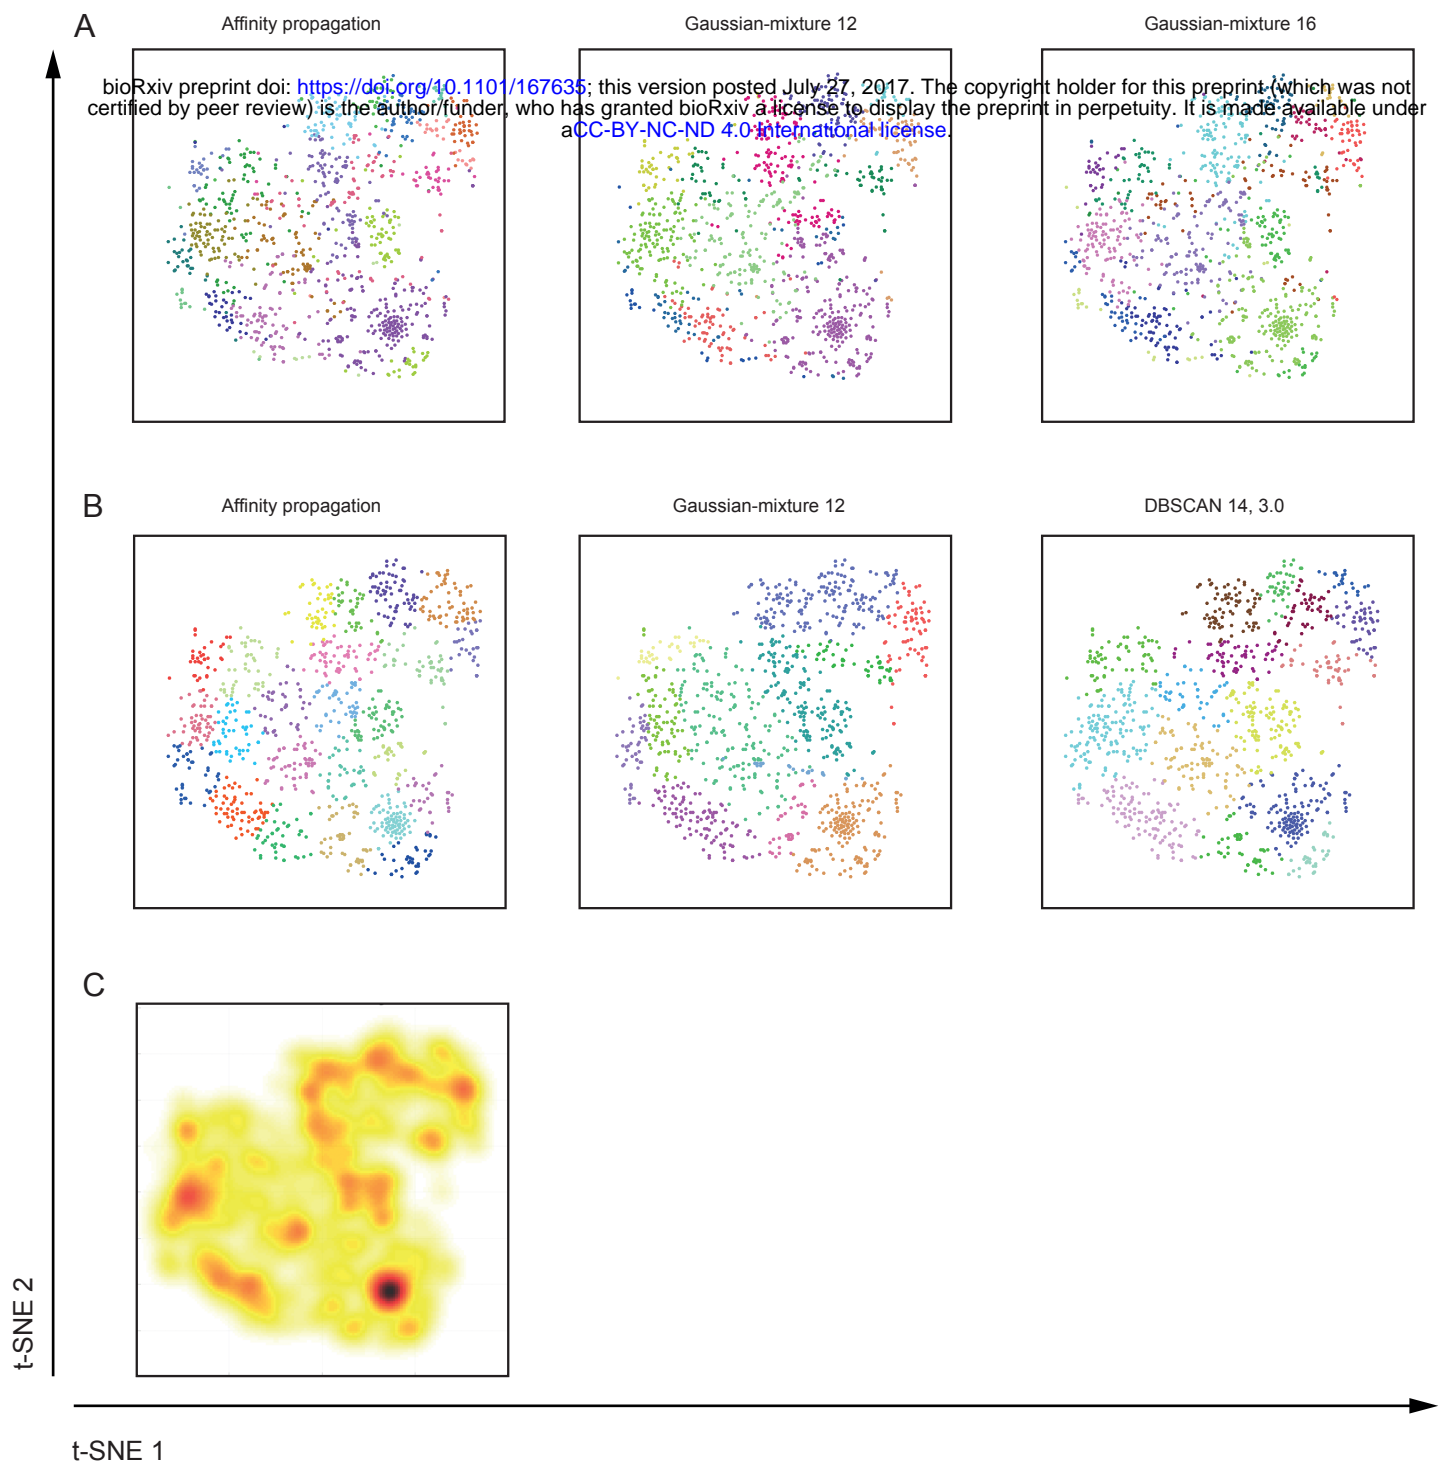 A
Affinity propagation
Gaussian-mixture 12
Gaussian-mixture 16
bioRxiv preprint doi: https://doi.org/10.1101/167635; this version posted July 27, 2017. The copyright holder for this preprint (which was not
certified by peer review) is the author/funder, who has granted bioRxiv a license to display the preprint in perpetuity. It is made available under
aCC-BY-NC-ND 4.0 International license.
B
Affinity propagation
Gaussian-mixture 12
DBSCAN 14, 3.0
C
t-SNE 2
t-SNE 1